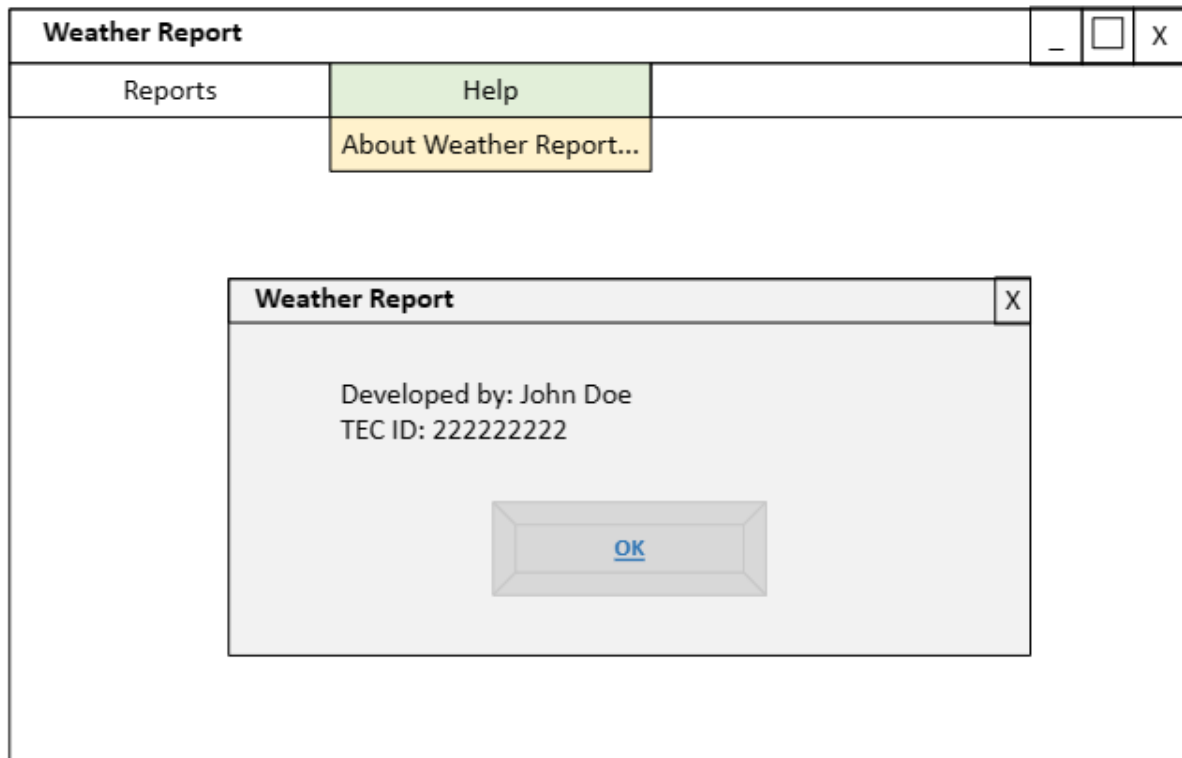 Weather Report
_ X
Reports Help
About Weather Report...
Weather Report X
Developed by: John Doe
TEC ID: 222222222
OK